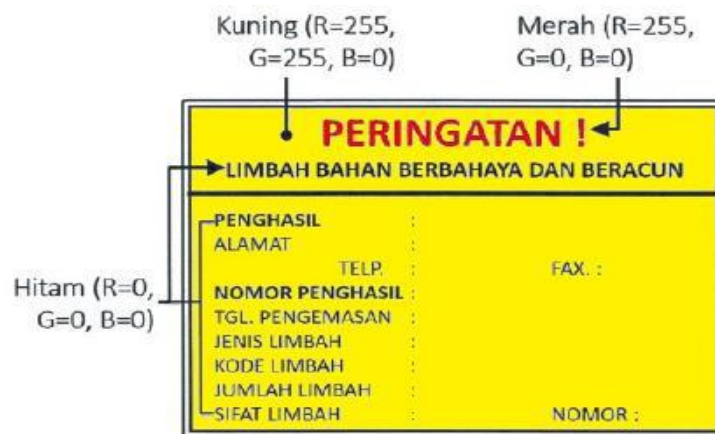 Kuning (R=255, G=255, B=0)
Merah (R=255, G=0, B=0)
PERINGATAN !
LIMBAH BAHAN BERBAHAYA DAN BERACUN
PENGHASIL :
ALAMAT :
TELP. : FAX. :
Hitam (R=0, G=0, B=0)
NOMOR PENGHASIL :
TGL. PENGEMASAN :
JENIS LIMBAH :
KODE LIMBAH :
JUMLAH LIMBAH :
SIFAT LIMBAH : NOMOR :